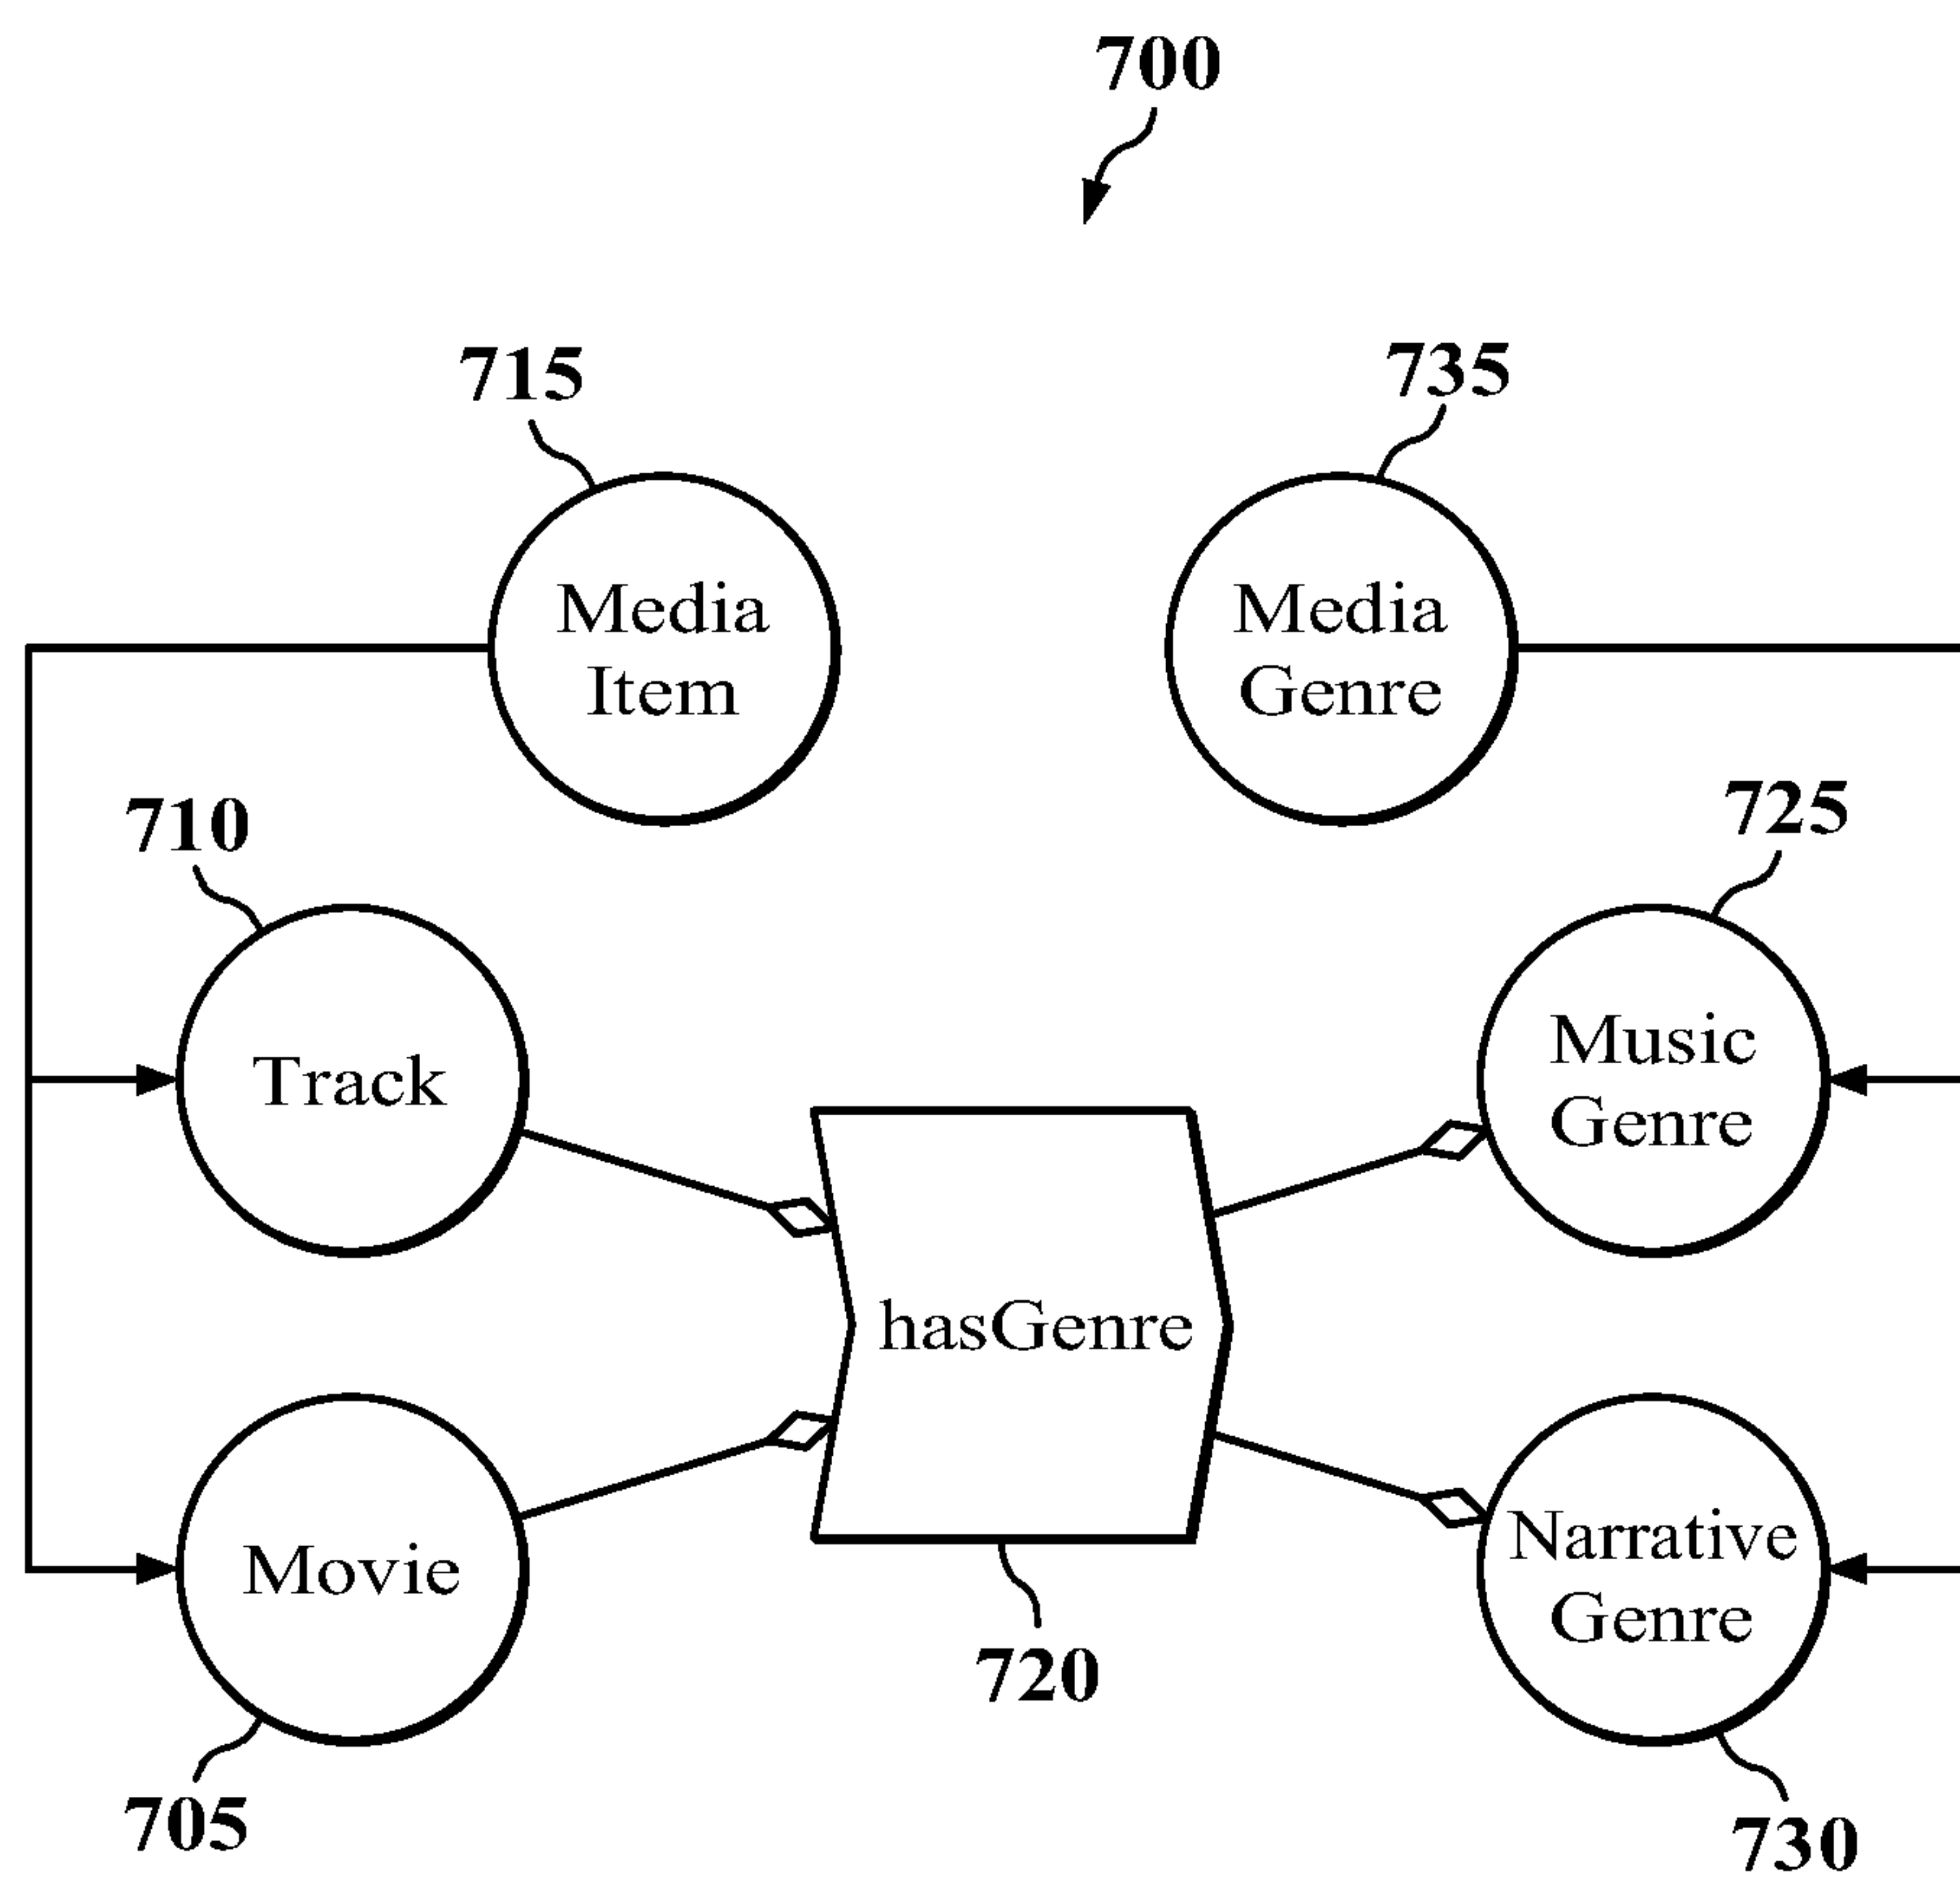 700
715
735
Media
Item
Media
Genre
710
725
Track
Music
Genre
hasGenre
Movie
Narrative
Genre
720
705
730